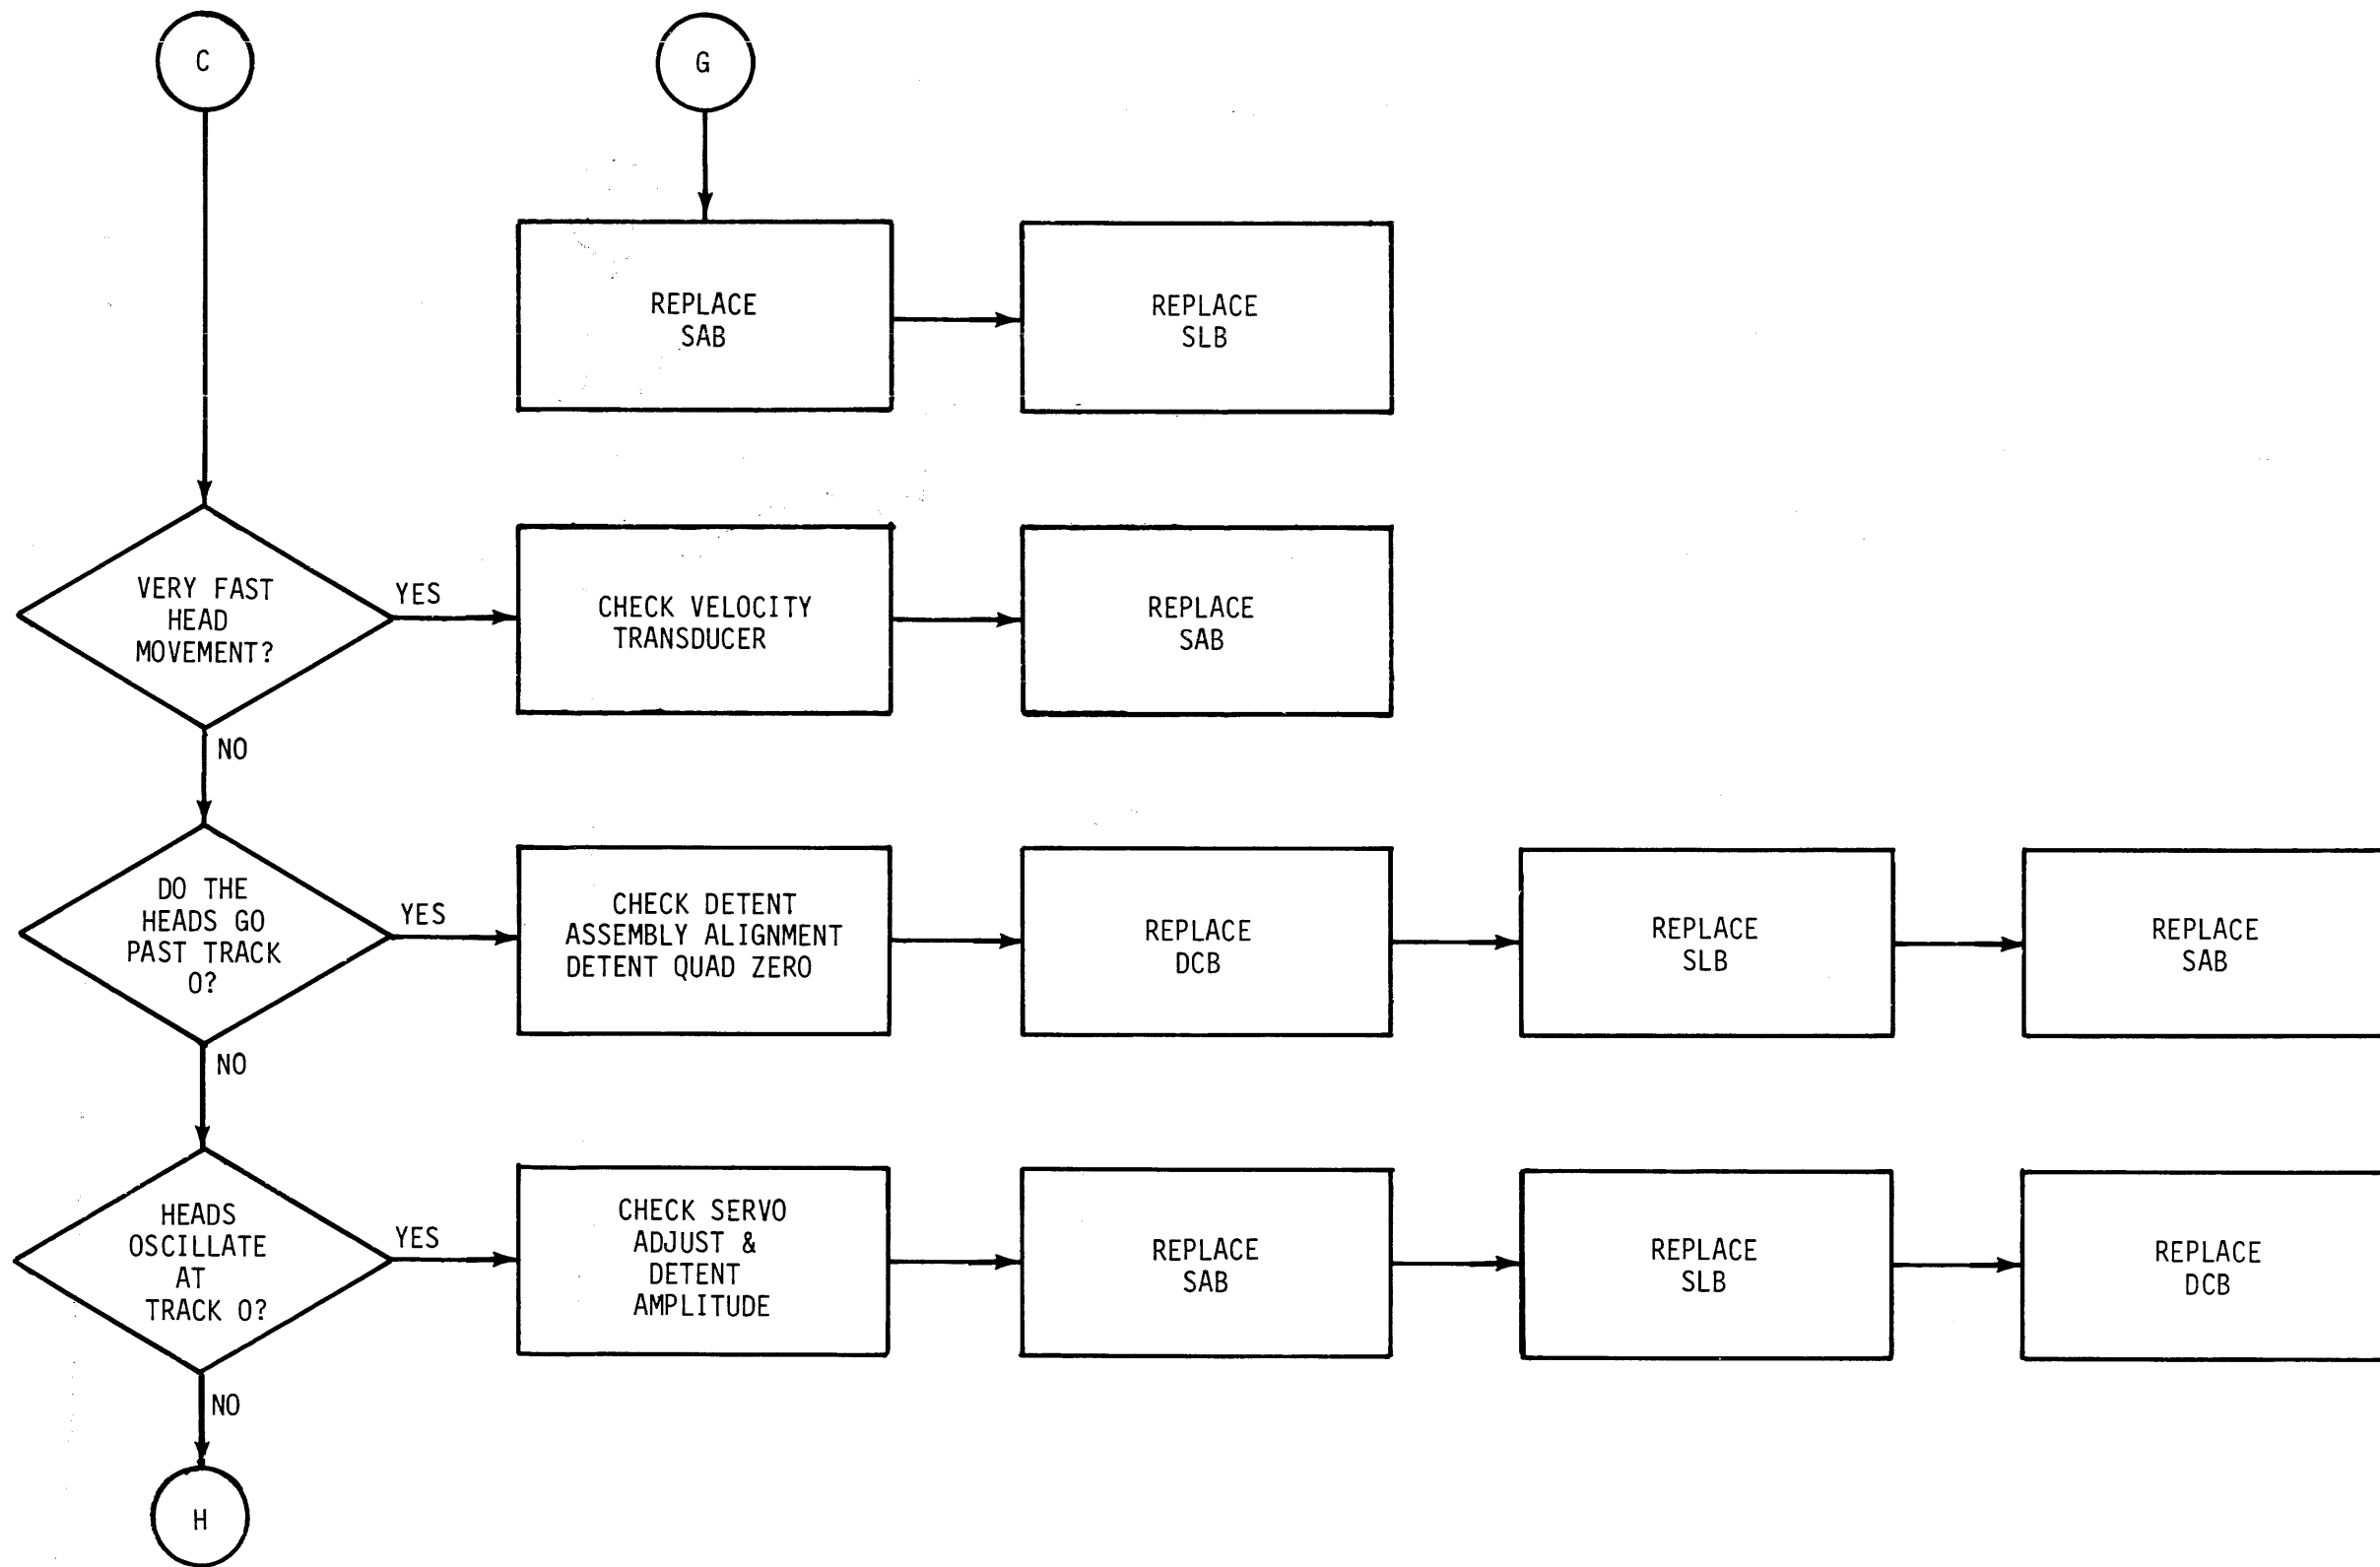 C
G
REPLACE
SAB
REPLACE
SLB
VERY FAST
HEAD
MOVEMENT?
YES
CHECK VELOCITY
TRANSDUCER
REPLACE
SAB
NO
DO THE
HEADS GO
PAST TRACK
0?
YES
CHECK DETENT
ASSEMBLY ALIGNMENT
DETENT QUAD ZERO
REPLACE
DCB
REPLACE
SLB
REPLACE
SAB
NO
HEADS
OSCILLATE
AT
TRACK 0?
YES
CHECK SERVO
ADJUST &
DETENT
AMPLITUDE
REPLACE
SAB
REPLACE
SLB
REPLACE
DCB
NO
H